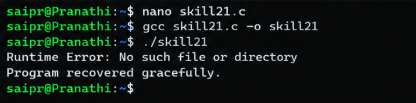 saipr@Pranathi:~$ nano skill21.c
saipr@Pranathi:~$ gcc skill21.c -o skill21
saipr@Pranathi:~$ ./skill21
Runtime Error: No such file or directory
Program recovered gracefully.
saipr@Pranathi:~$